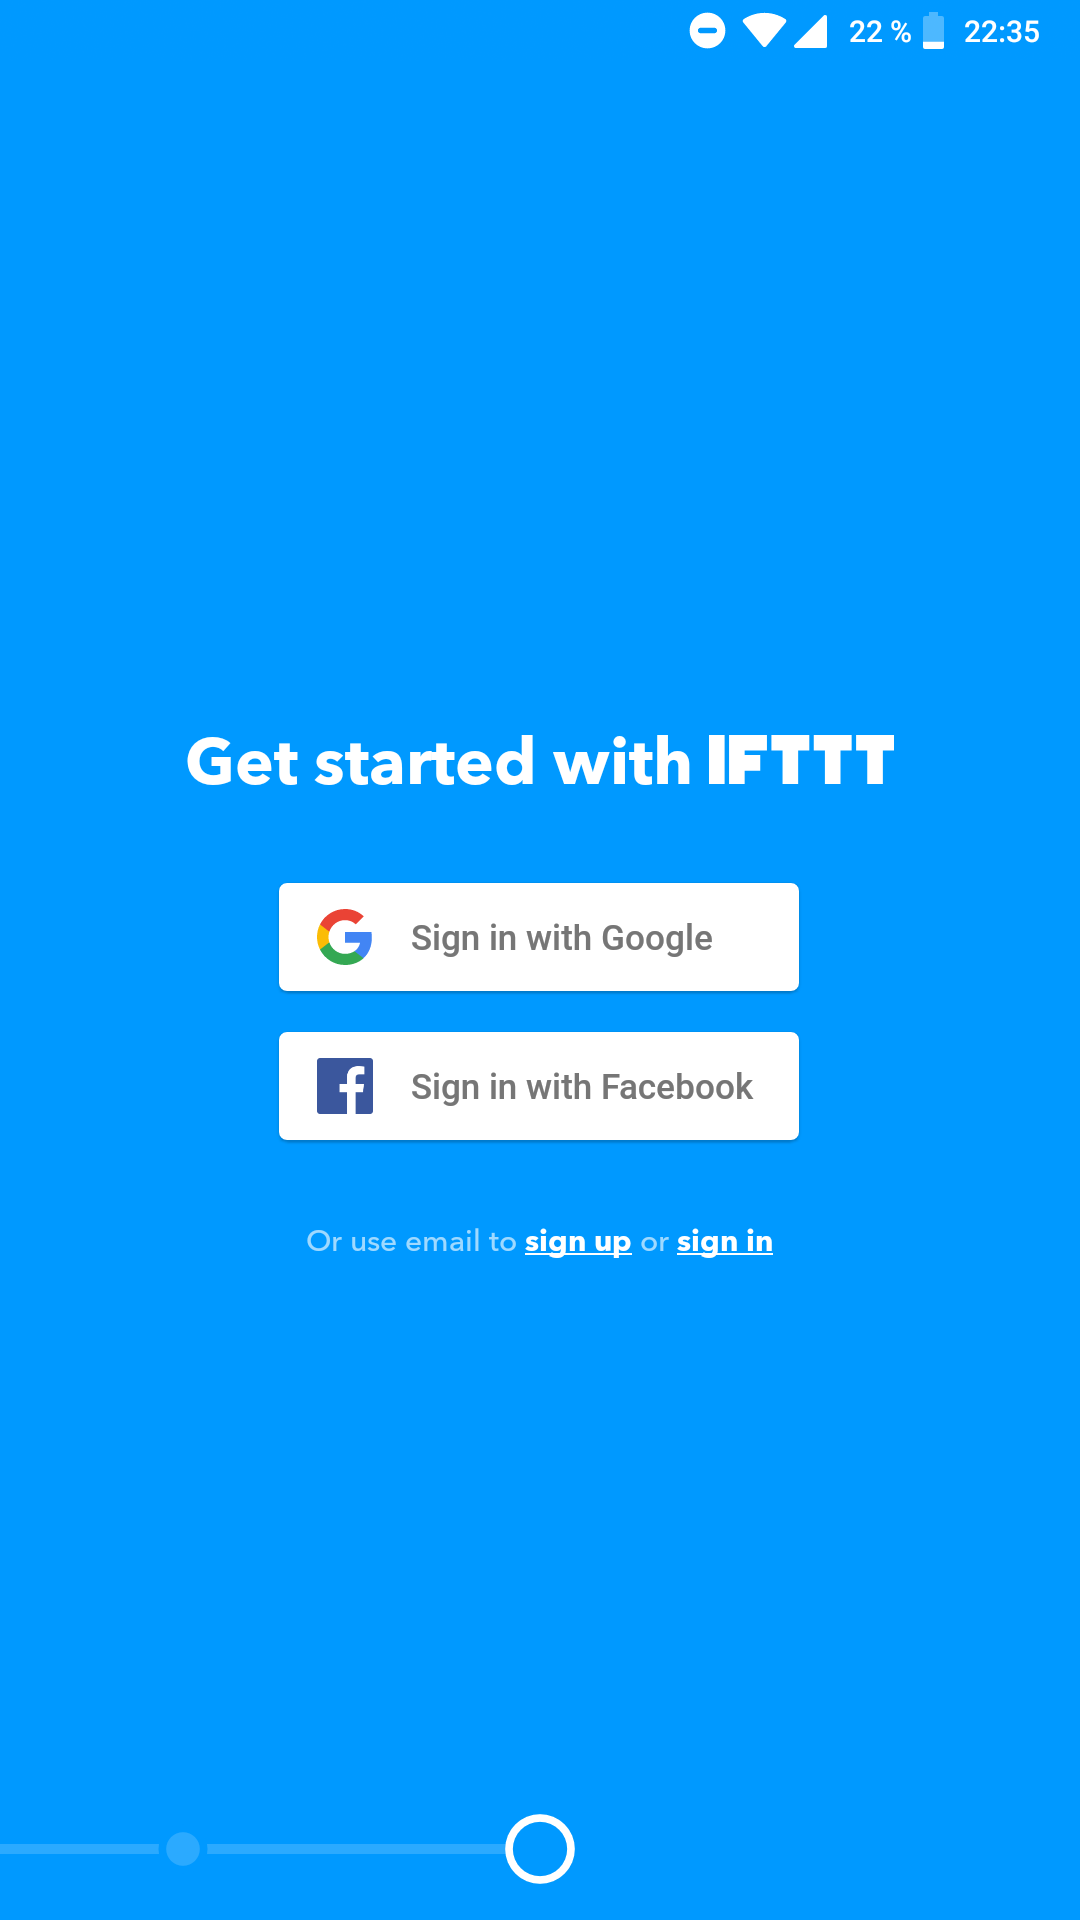 22 % 22:35
Get started with IFTTT
Sign in with Google
Sign in with Facebook
Or use email to sign up or sign in